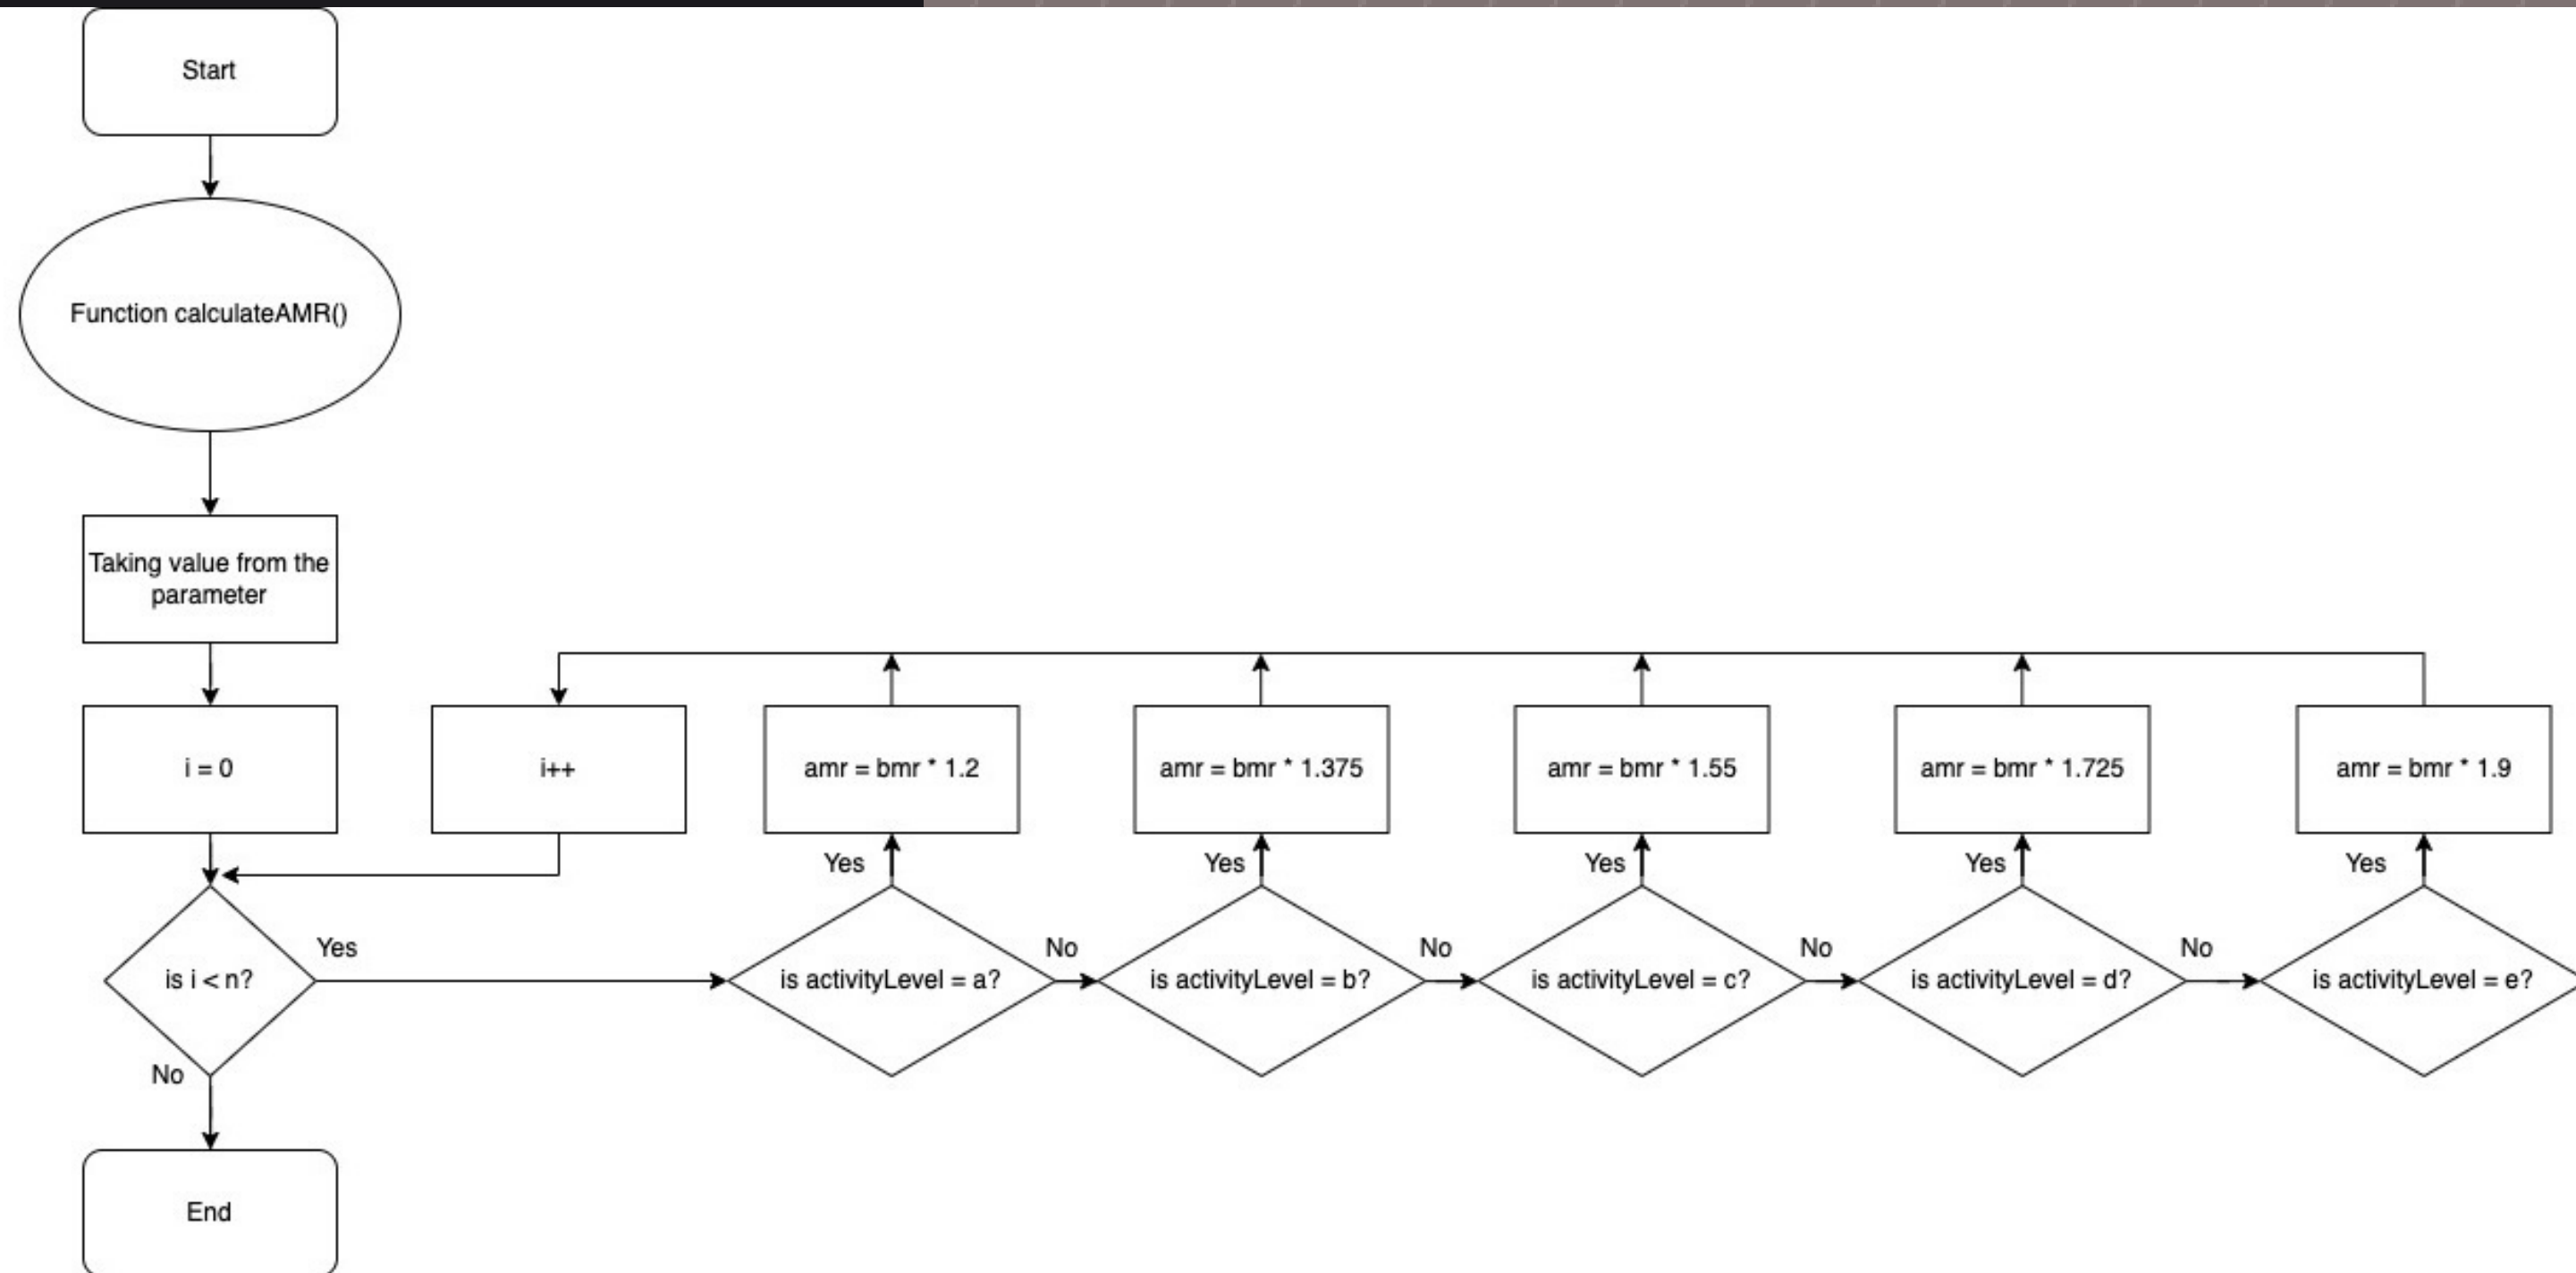 Start
Function calculateAMR()
Taking value from the
parameter
i = 0
i++
amr = bmr * 1.2
amr = bmr * 1.375
amr = bmr * 1.55
amr = bmr * 1.725
amr = bmr * 1.9
Yes
Yes
Yes
Yes
Yes
Yes
No
No
No
No
is i < n?
is activityLevel = a?
is activityLevel = b?
is activityLevel = c?
is activityLevel = d?
is activityLevel = e?
No
End